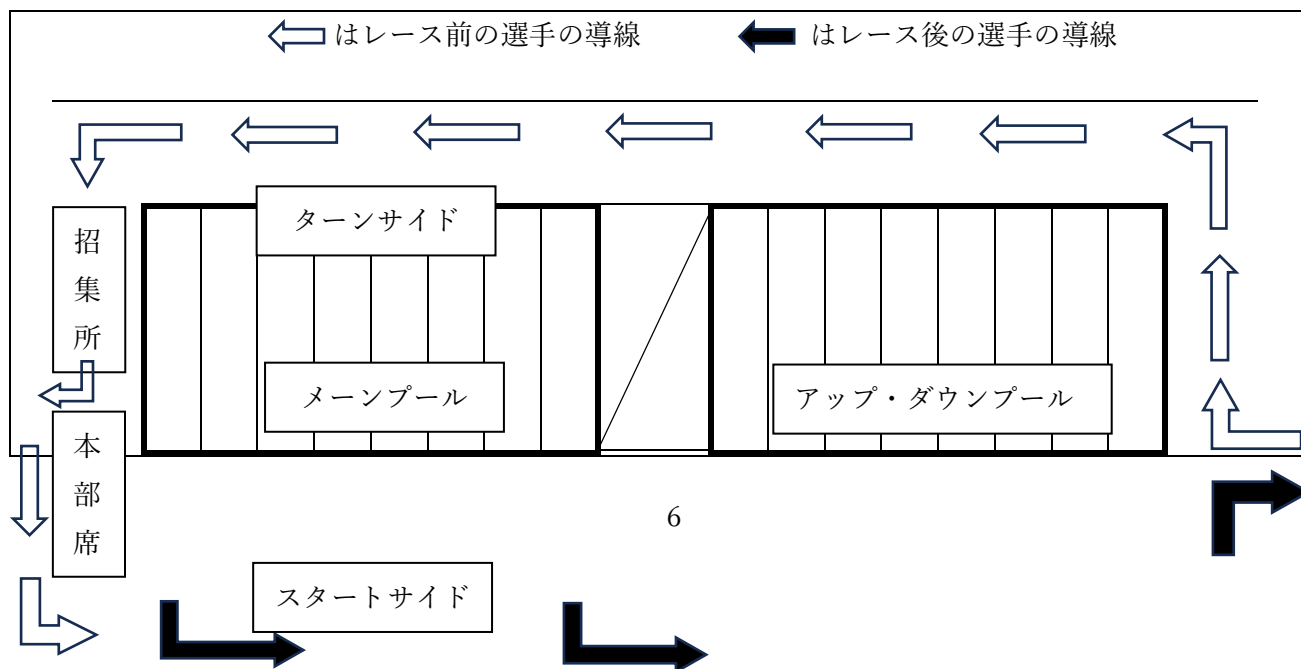 はレース前の選手の導線
はレース後の選手の導線
ターンサイド
招集所
メーンプール
アップ・ダウンプール
本部席
6
スタートサイド